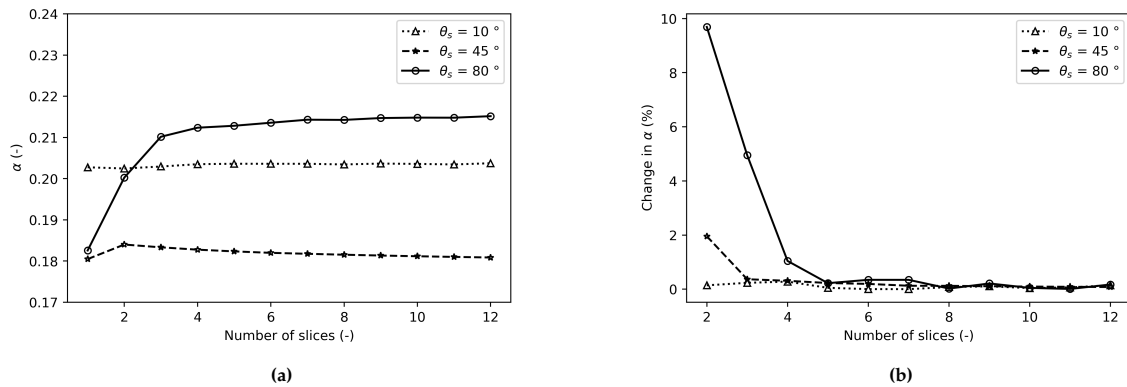 0.24
0.23
0.22
0.21
0.20
0.19
0.18
0.17
α (-)
2 4 6 8 10 12
Number of slices (-)
θs = 10 °
θs = 45 °
θs = 80 °
(a)
10
8
6
4
2
0
Change in α (%)
2 4 6 8 10 12
Number of slices (-)
θs = 10 °
θs = 45 °
θs = 80 °
(b)